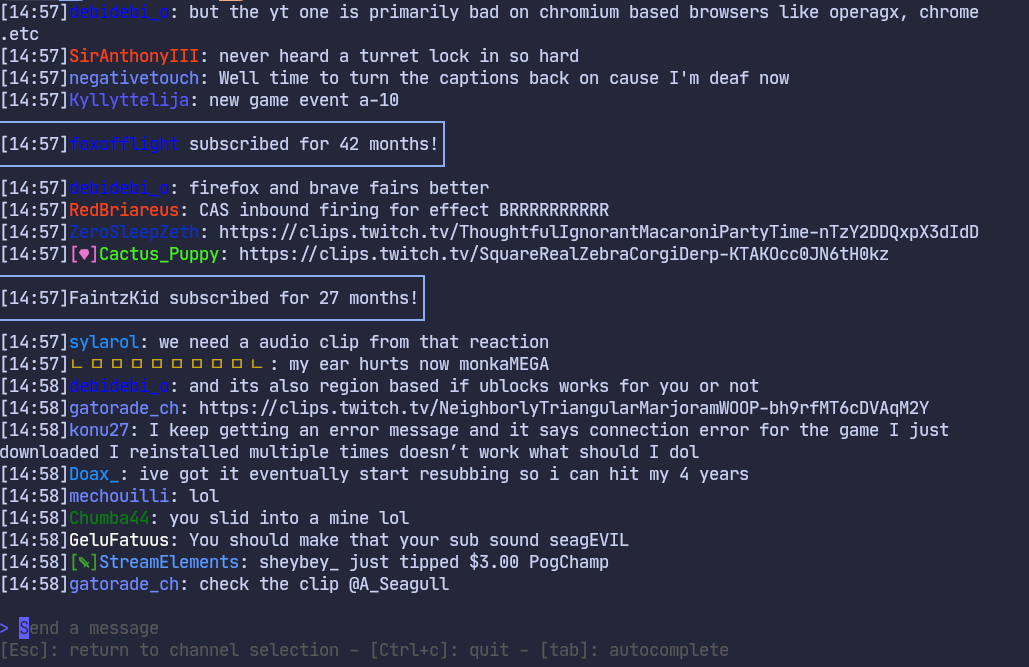 [14:57]debidebi_o: but the yt one is primarily bad on chromium based browsers like operagx, chrome
.etc
[14:57]SirAnthonyIII: never heard a turret lock in so hard
[14:57]negativetouch: Well time to turn the captions back on cause I'm deaf now
[14:57]Kyllyttelija: new game event a-10
[14:57]foxofflight subscribed for 42 months!
[14:57]debidebi_o: firefox and brave fairs better
[14:57]RedBriareus: CAS inbound firing for effect BRRRRRRRRRR
[14:57]ZeroSleepZeth: https://clips.twitch.tv/ThoughtfulIgnorantMacaroniPartyTime-nTzY2DDQxpX3dIdD
[14:57][♥]Cactus_Puppy: https://clips.twitch.tv/SquareRealZebraCorgiDerp-KTAKOcc0JN6tH0kz
[14:57]FaintzKid subscribed for 27 months!
[14:57]sylarol: we need a audio clip from that reaction
[14:57]ㄴㅁㅁㅁㅁㅁㅁㅁㅁㄴ: my ear hurts now monkaMEGA
[14:58]debidebi_o: and its also region based if ublocks works for you or not
[14:58]gatorade_ch: https://clips.twitch.tv/NeighborlyTriangularMarjoramWOOP-bh9rfMT6cDVAqM2Y
[14:58]konu27: I keep getting an error message and it says connection error for the game I just
downloaded I reinstalled multiple times doesn’t work what should I dol
[14:58]Doax_: ive got it eventually start resubbing so i can hit my 4 years
[14:58]mechouilli: lol
[14:58]Chumba44: you slid into a mine lol
[14:58]GeluFatuus: You should make that your sub sound seagEVIL
[14:58][✎]StreamElements: sheybey_ just tipped $3.00 PogChamp
[14:58]gatorade_ch: check the clip @A_Seagull
> Send a message
[Esc]: return to channel selection - [Ctrl+c]: quit - [tab]: autocomplete